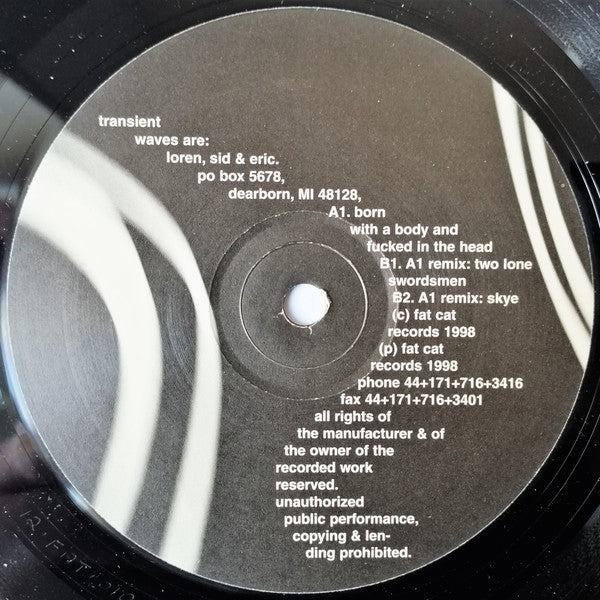 transient
waves are:
loren, sid & eric.
po box 5678,
dearborn, MI 48128,
A1. born
with a body and
fucked in the head
B1. A1 remix: two lone
swordsmen
B2. A1 remix: skye
(c) fat cat
records 1998
(p) fat cat
records 1998
phone 44+171+716+3416
fax 44+171+716+3401
all rights of
the manufacturer & of
the owner of the
recorded work
reserved.
unauthorized
public performance,
copying & len-
ding prohibited.